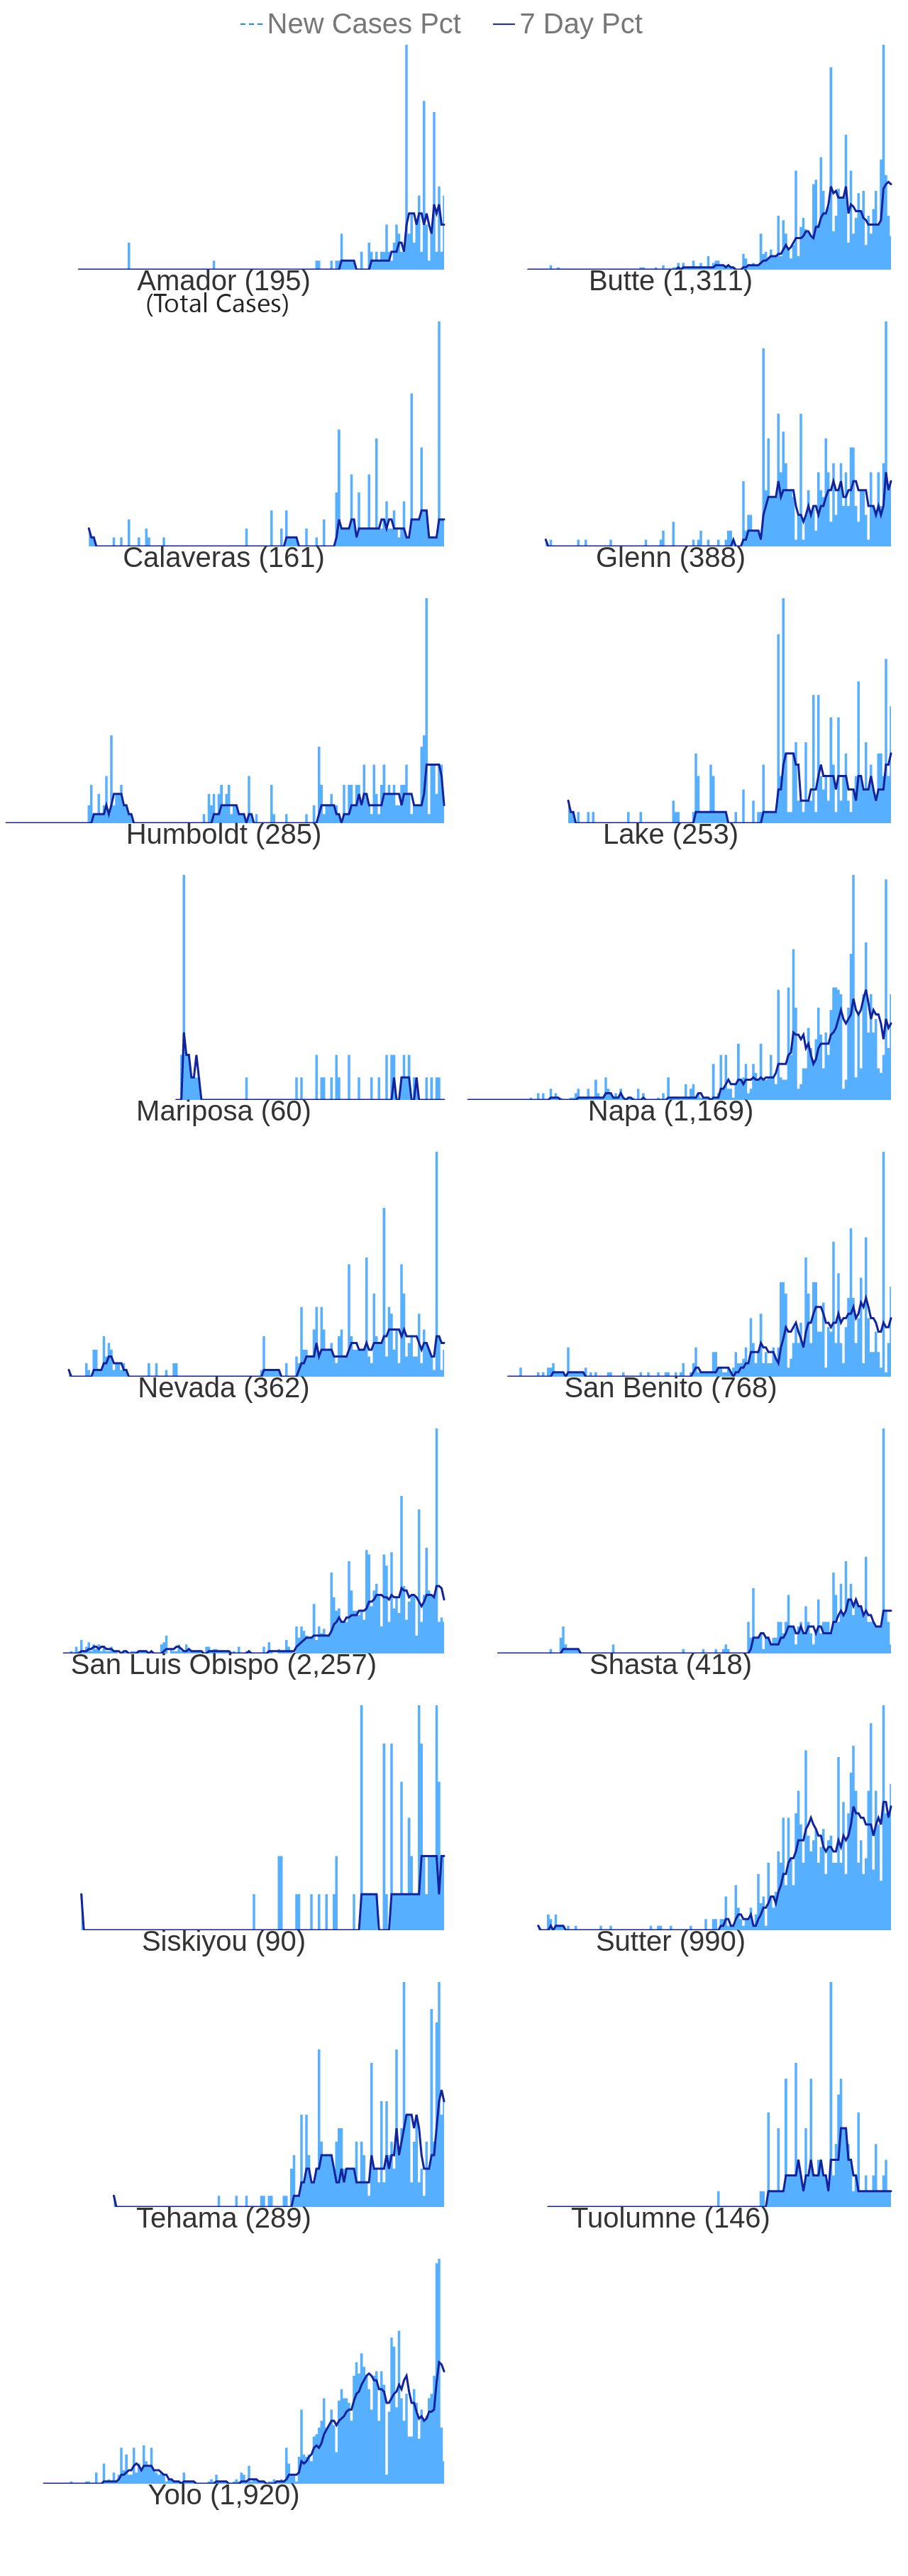 New Cases Pct 7 Day Pct
Amador (195) Butte (1,311)
(Total Cases)
Calaveras (161) Glenn (388)
Humboldt (285) Lake (253)
Mariposa (60) Napa (1,169)
Nevada (362) San Benito (768)
San Luis Obispo (2,257) Shasta (418)
Siskiyou (90) Sutter (990)
Tehama (289) Tuolumne (146)
Yolo (1,920)